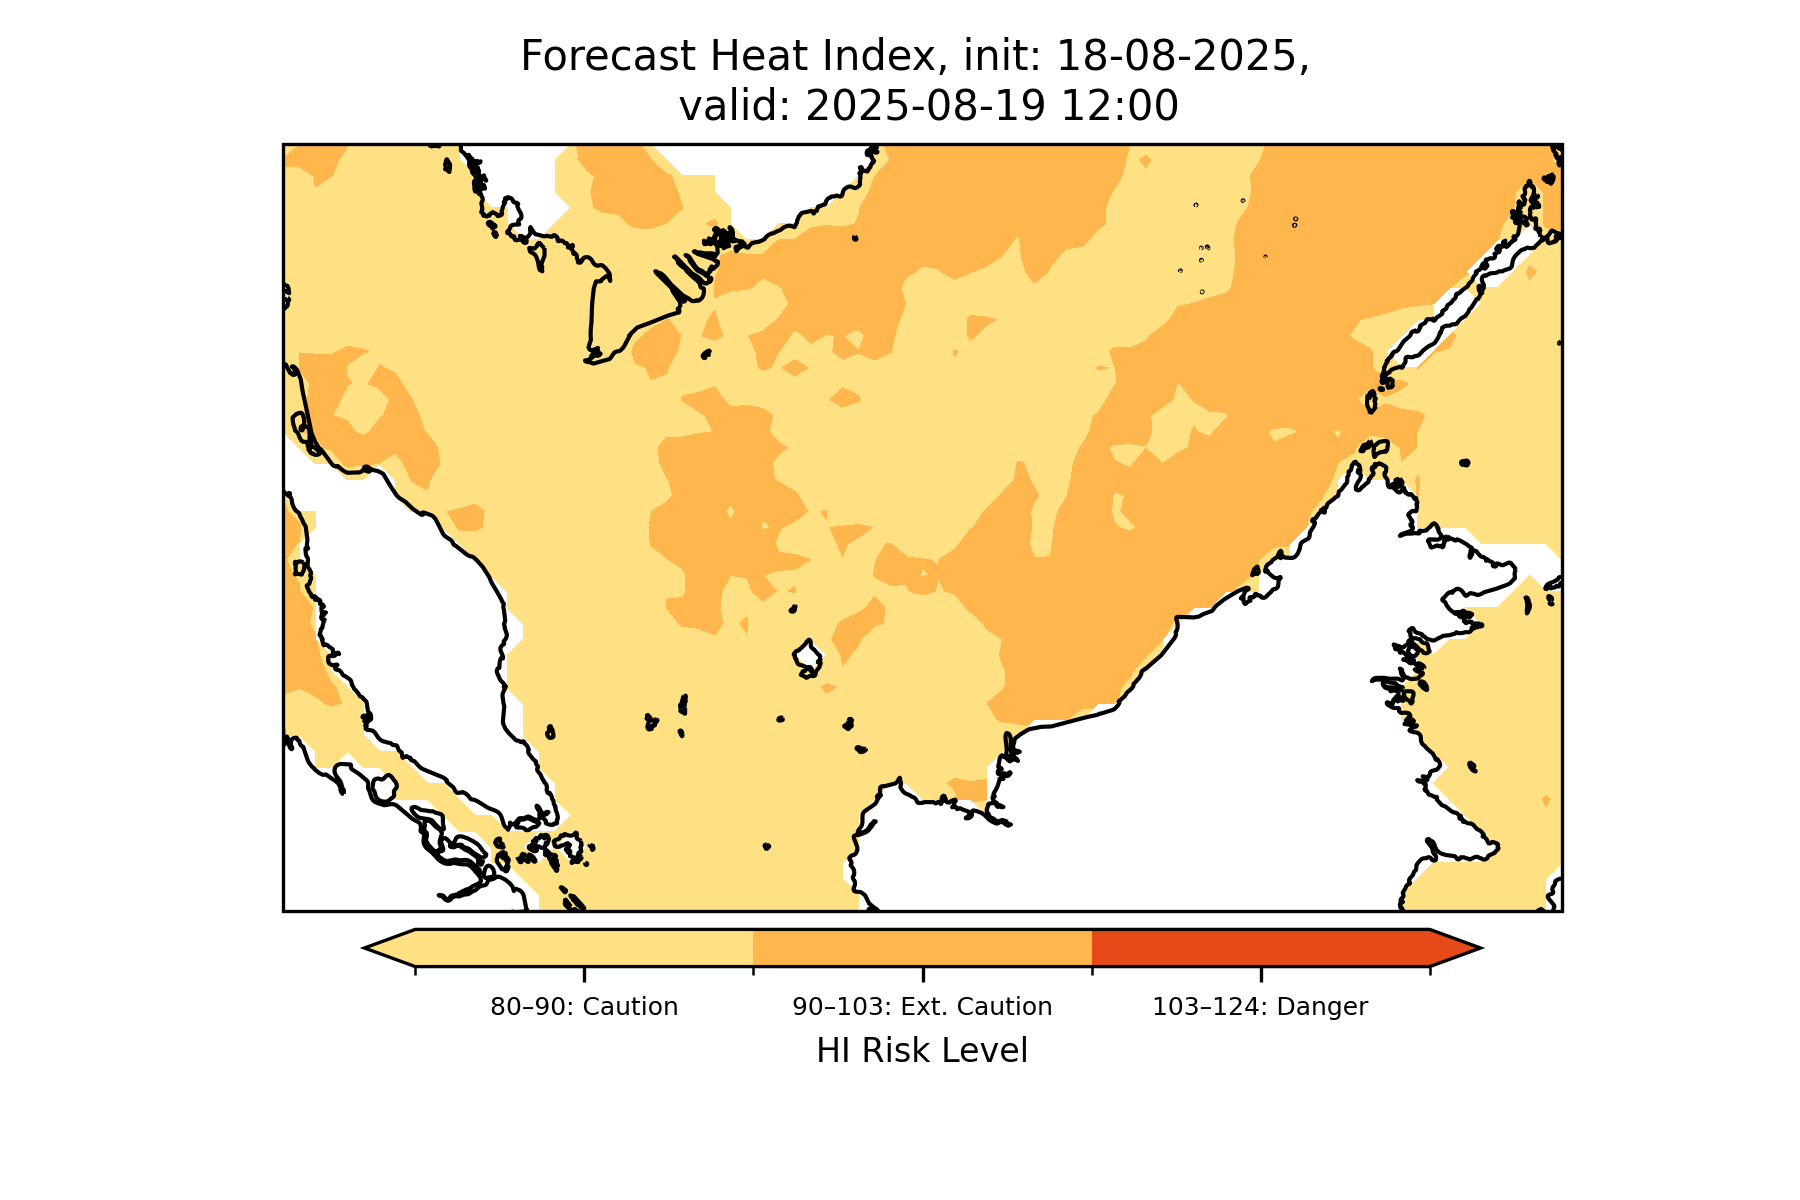 Forecast Heat Index, init: 18-08-2025,
valid: 2025-08-19 12:00
80–90: Caution
90–103: Ext. Caution
103–124: Danger
HI Risk Level